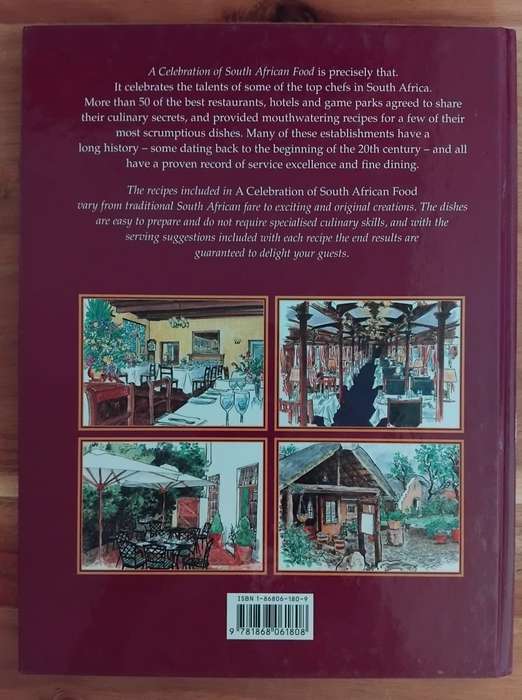 A Celebration of South African Food is precisely that.
It celebrates the talents of some of the top chefs in South Africa.
More than 50 of the best restaurants, hotels and game parks agreed to share
their culinary secrets, and provided mouthwatering recipes for a few of their
most scrumptious dishes. Many of these establishments have a
long history – some dating back to the beginning of the 20th century – and all
have a proven record of service excellence and fine dining.
The recipes included in A Celebration of South African Food
vary from traditional South African fare to exciting and original creations. The dishes
are easy to prepare and do not require specialised culinary skills, and with the
serving suggestions included with each recipe the end results are
guaranteed to delight your guests.
ISBN 1-86806-180-9
9 781868 061808